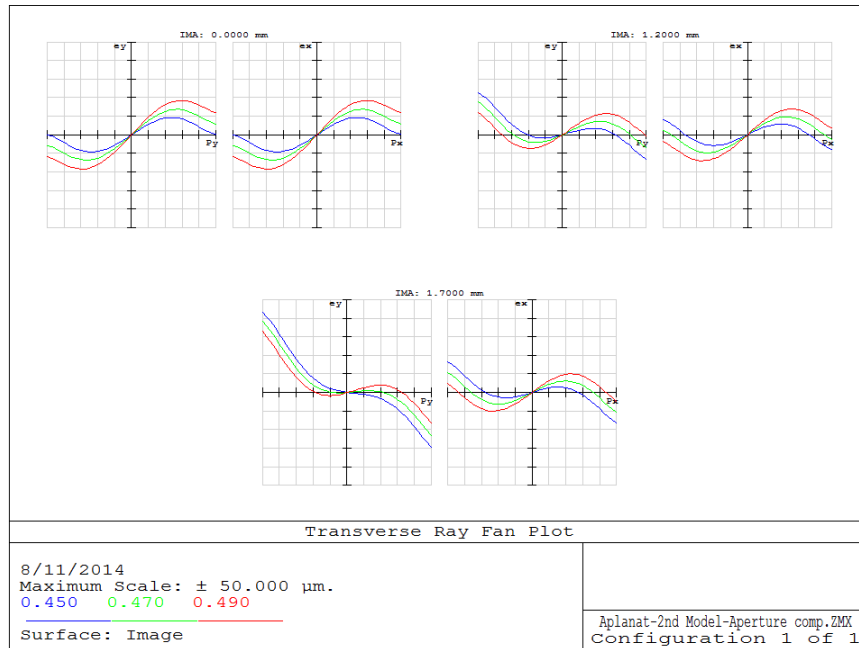 IMA: 0.0000 mm
IMA: 1.2000 mm
ey
ex
ey
ex
Py
Px
Py
Px
IMA: 1.7000 mm
ey
ex
Py
Px
Transverse Ray Fan Plot
8/11/2014
Maximum Scale: ± 50.000 µm.
0.450 0.470 0.490
Surface: Image
Aplanat-2nd Model-Aperture comp.ZMX
Configuration 1 of 1